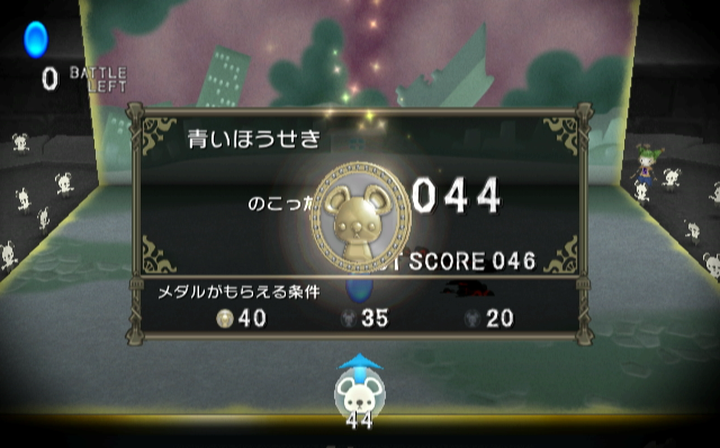 0 BATTLE
LEFT
青いほうせき
のこった 044
T SCORE 046
メダルがもらえる条件
40 35 20
44